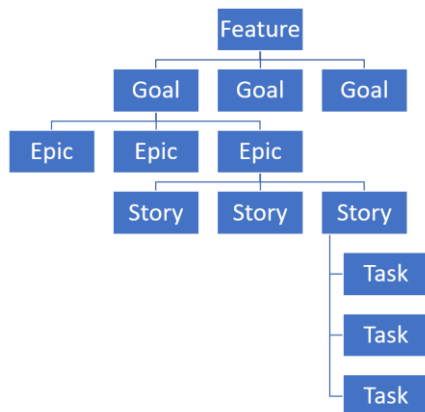 Feature
Goal Goal Goal
Epic Epic Epic
Story Story Story
Task
Task
Task